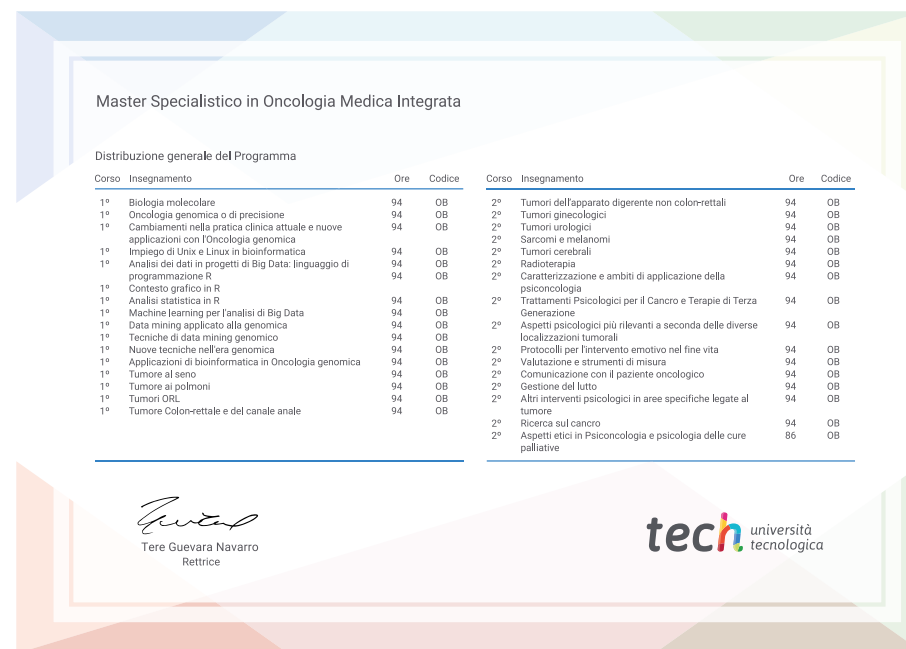 Master Specialistico in Oncologia Medica Integrata
Distribuzione generale del Programma
Corso Insegnamento Ore Codice
1º Biologia molecolare 94 OB
1º Oncologia genomica o di precisione 94 OB
1º Cambiamenti nella pratica clinica attuale e nuove 94 OB
applicazioni con l'Oncologia genomica
1º Impiego di Unix e Linux in bioinformatica 94 OB
1º Analisi dei dati in progetti di Big Data: linguaggio di 94 OB
programmazione R 94 OB
1º Contesto grafico in R
1º Analisi statistica in R 94 OB
1º Machine learning per l'analisi di Big Data 94 OB
1º Data mining applicato alla genomica 94 OB
1º Tecniche di data mining genomico 94 OB
1º Nuove tecniche nell'era genomica 94 OB
1º Applicazioni di bioinformatica in Oncologia genomica 94 OB
1º Tumore al seno 94 OB
1º Tumore ai polmoni 94 OB
1º Tumori ORL 94 OB
1º Tumore Colon-rettale e del canale anale 94 OB
Corso Insegnamento Ore Codice
2º Tumori dell'apparato digerente non colon-rettali 94 OB
2º Tumori ginecologici 94 OB
2º Tumori urologici 94 OB
2º Sarcomi e melanomi 94 OB
2º Tumori cerebrali 94 OB
2º Radioterapia 94 OB
2º Caratterizzazione e ambiti di applicazione della 94 OB
psiconcologia
2º Trattamenti Psicologici per il Cancro e Terapie di Terza 94 OB
Generazione
2º Aspetti psicologici più rilevanti a seconda delle diverse 94 OB
localizzazioni tumorali
2º Protocolli per l'intervento emotivo nel fine vita 94 OB
2º Valutazione e strumenti di misura 94 OB
2º Comunicazione con il paziente oncologico 94 OB
2º Gestione del lutto 94 OB
2º Altri interventi psicologici in aree specifiche legate al 94 OB
tumore
2º Ricerca sul cancro 94 OB
2º Aspetti etici in Psiconcologia e psicologia delle cure 86 OB
palliative
Tere Guevara Navarro
Rettrice
tech università
tecnologica